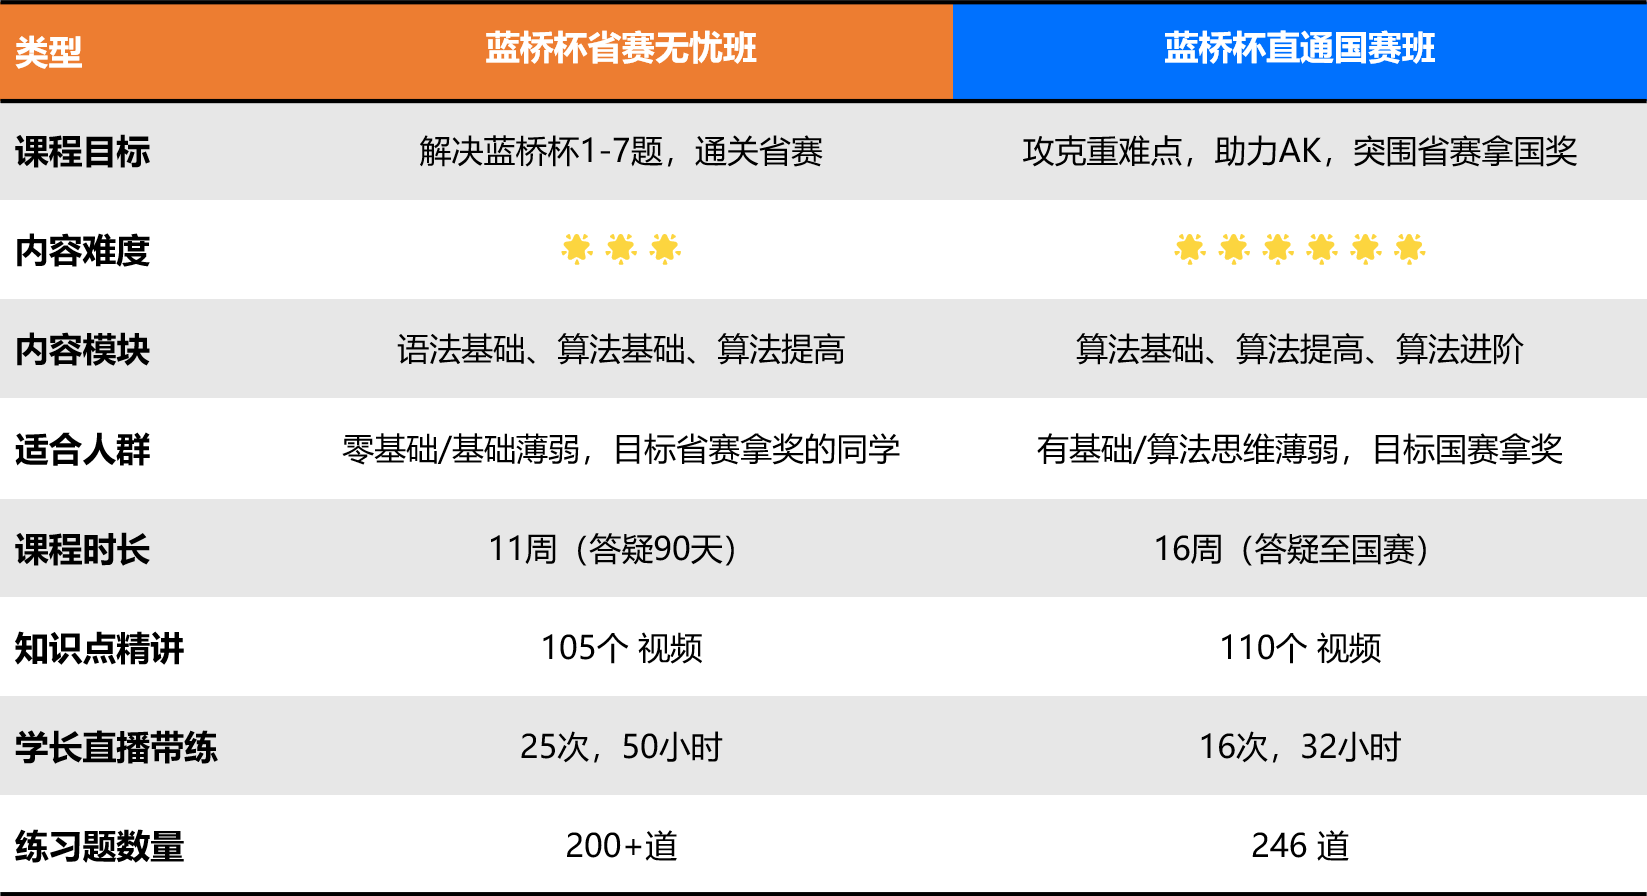 类型 蓝桥杯省赛无忧班 蓝桥杯直通国赛班
课程目标 解决蓝桥杯1-7题，通关省赛 攻克重难点，助力AK，突围省赛拿国奖
内容难度
内容模块 语法基础、算法基础、算法提高 算法基础、算法提高、算法进阶
适合人群 零基础/基础薄弱，目标省赛拿奖的同学 有基础/算法思维薄弱，目标国赛拿奖
课程时长 11周（答疑90天） 16周（答疑至国赛）
知识点精讲 105个 视频 110个 视频
学长直播带练 25次，50小时 16次，32小时
练习题数量 200+道 246 道